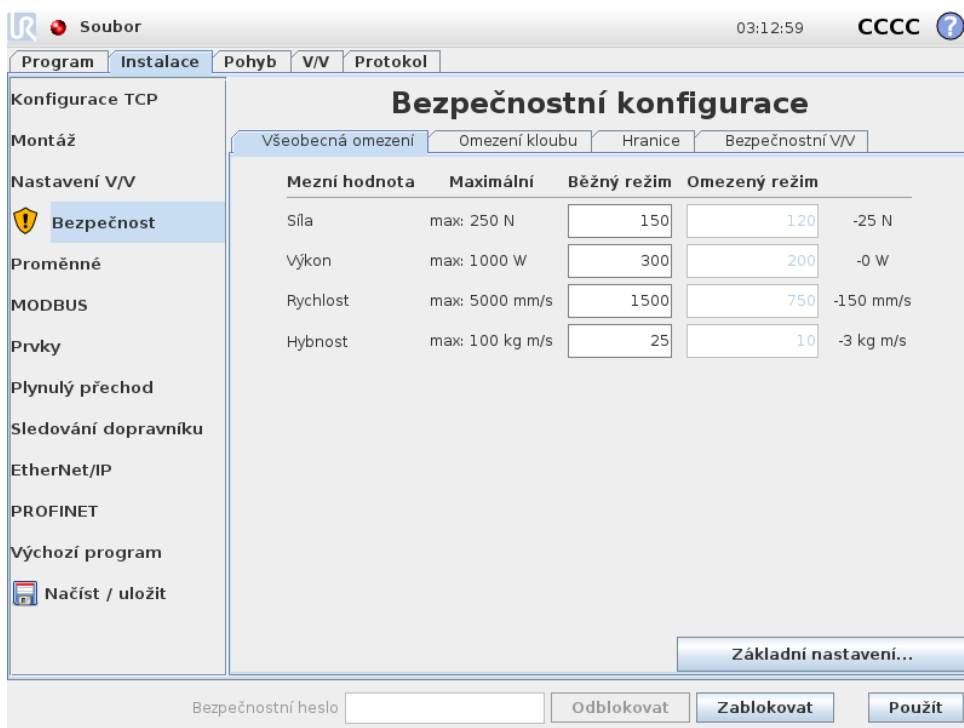 UR Soubor 03:12:59 CCCC ?
Program Instalace Pohyb V/V Protokol
Konfigurace TCP
Montáž
Nastavení V/V
Bezpečnost
Proměnné
MODBUS
Prvky
Plynulý přechod
Sledování dopravníku
EtherNet/IP
PROFINET
Výchozí program
Načíst / uložit
Bezpečnostní konfigurace
Všeobecná omezení Omezení kloubu Hranice Bezpečnostní V/V
Mezní hodnota Maximální Běžný režim Omezený režim
Síla max: 250 N 150 120 -25 N
Výkon max: 1000 W 300 200 -0 W
Rychlost max: 5000 mm/s 1500 750 -150 mm/s
Hybnost max: 100 kg m/s 25 10 -3 kg m/s
Základní nastavení...
Bezpečnostní heslo Odblokovat Zablokovat Použít